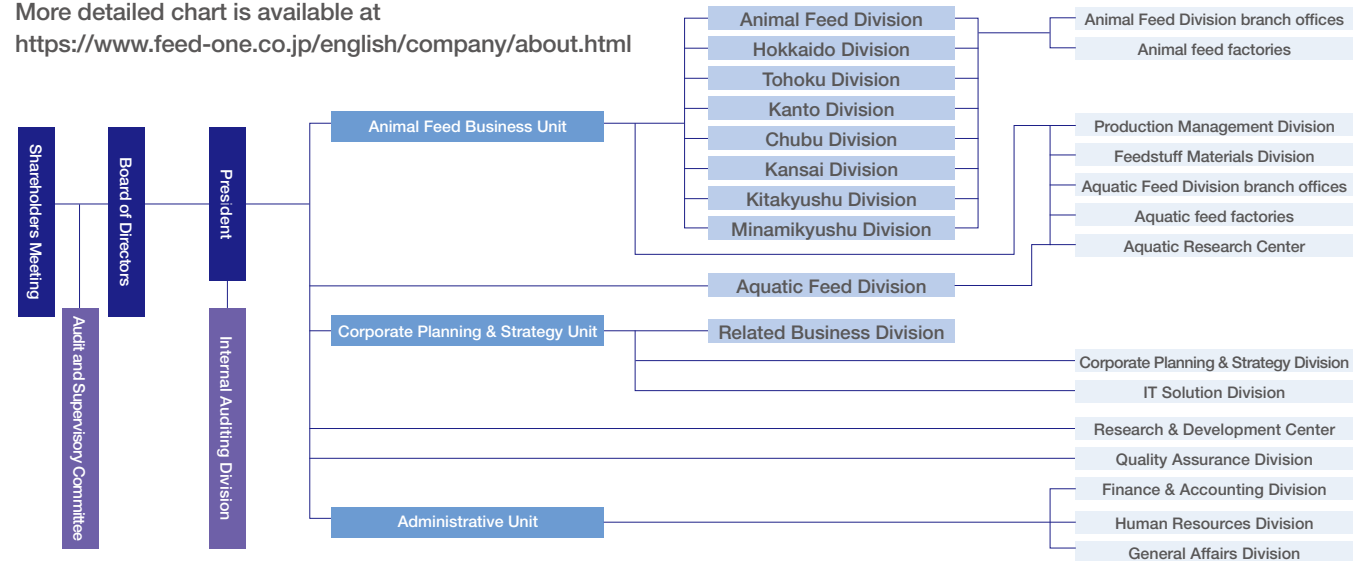 More detailed chart is available at
https://www.feed-one.co.jp/english/company/about.html
Shareholders Meeting
Audit and Supervisory Committee
Board of Directors
President
Internal Auditing Division
Animal Feed Business Unit
Corporate Planning & Strategy Unit
Administrative Unit
Animal Feed Division
Hokkaido Division
Tohoku Division
Kanto Division
Chubu Division
Kansai Division
Kitakyushu Division
Minamikyushu Division
Aquatic Feed Division
Related Business Division
Animal Feed Division branch offices
Animal feed factories
Production Management Division
Feedstuff Materials Division
Aquatic Feed Division branch offices
Aquatic feed factories
Aquatic Research Center
Corporate Planning & Strategy Division
IT Solution Division
Research & Development Center
Quality Assurance Division
Finance & Accounting Division
Human Resources Division
General Affairs Division